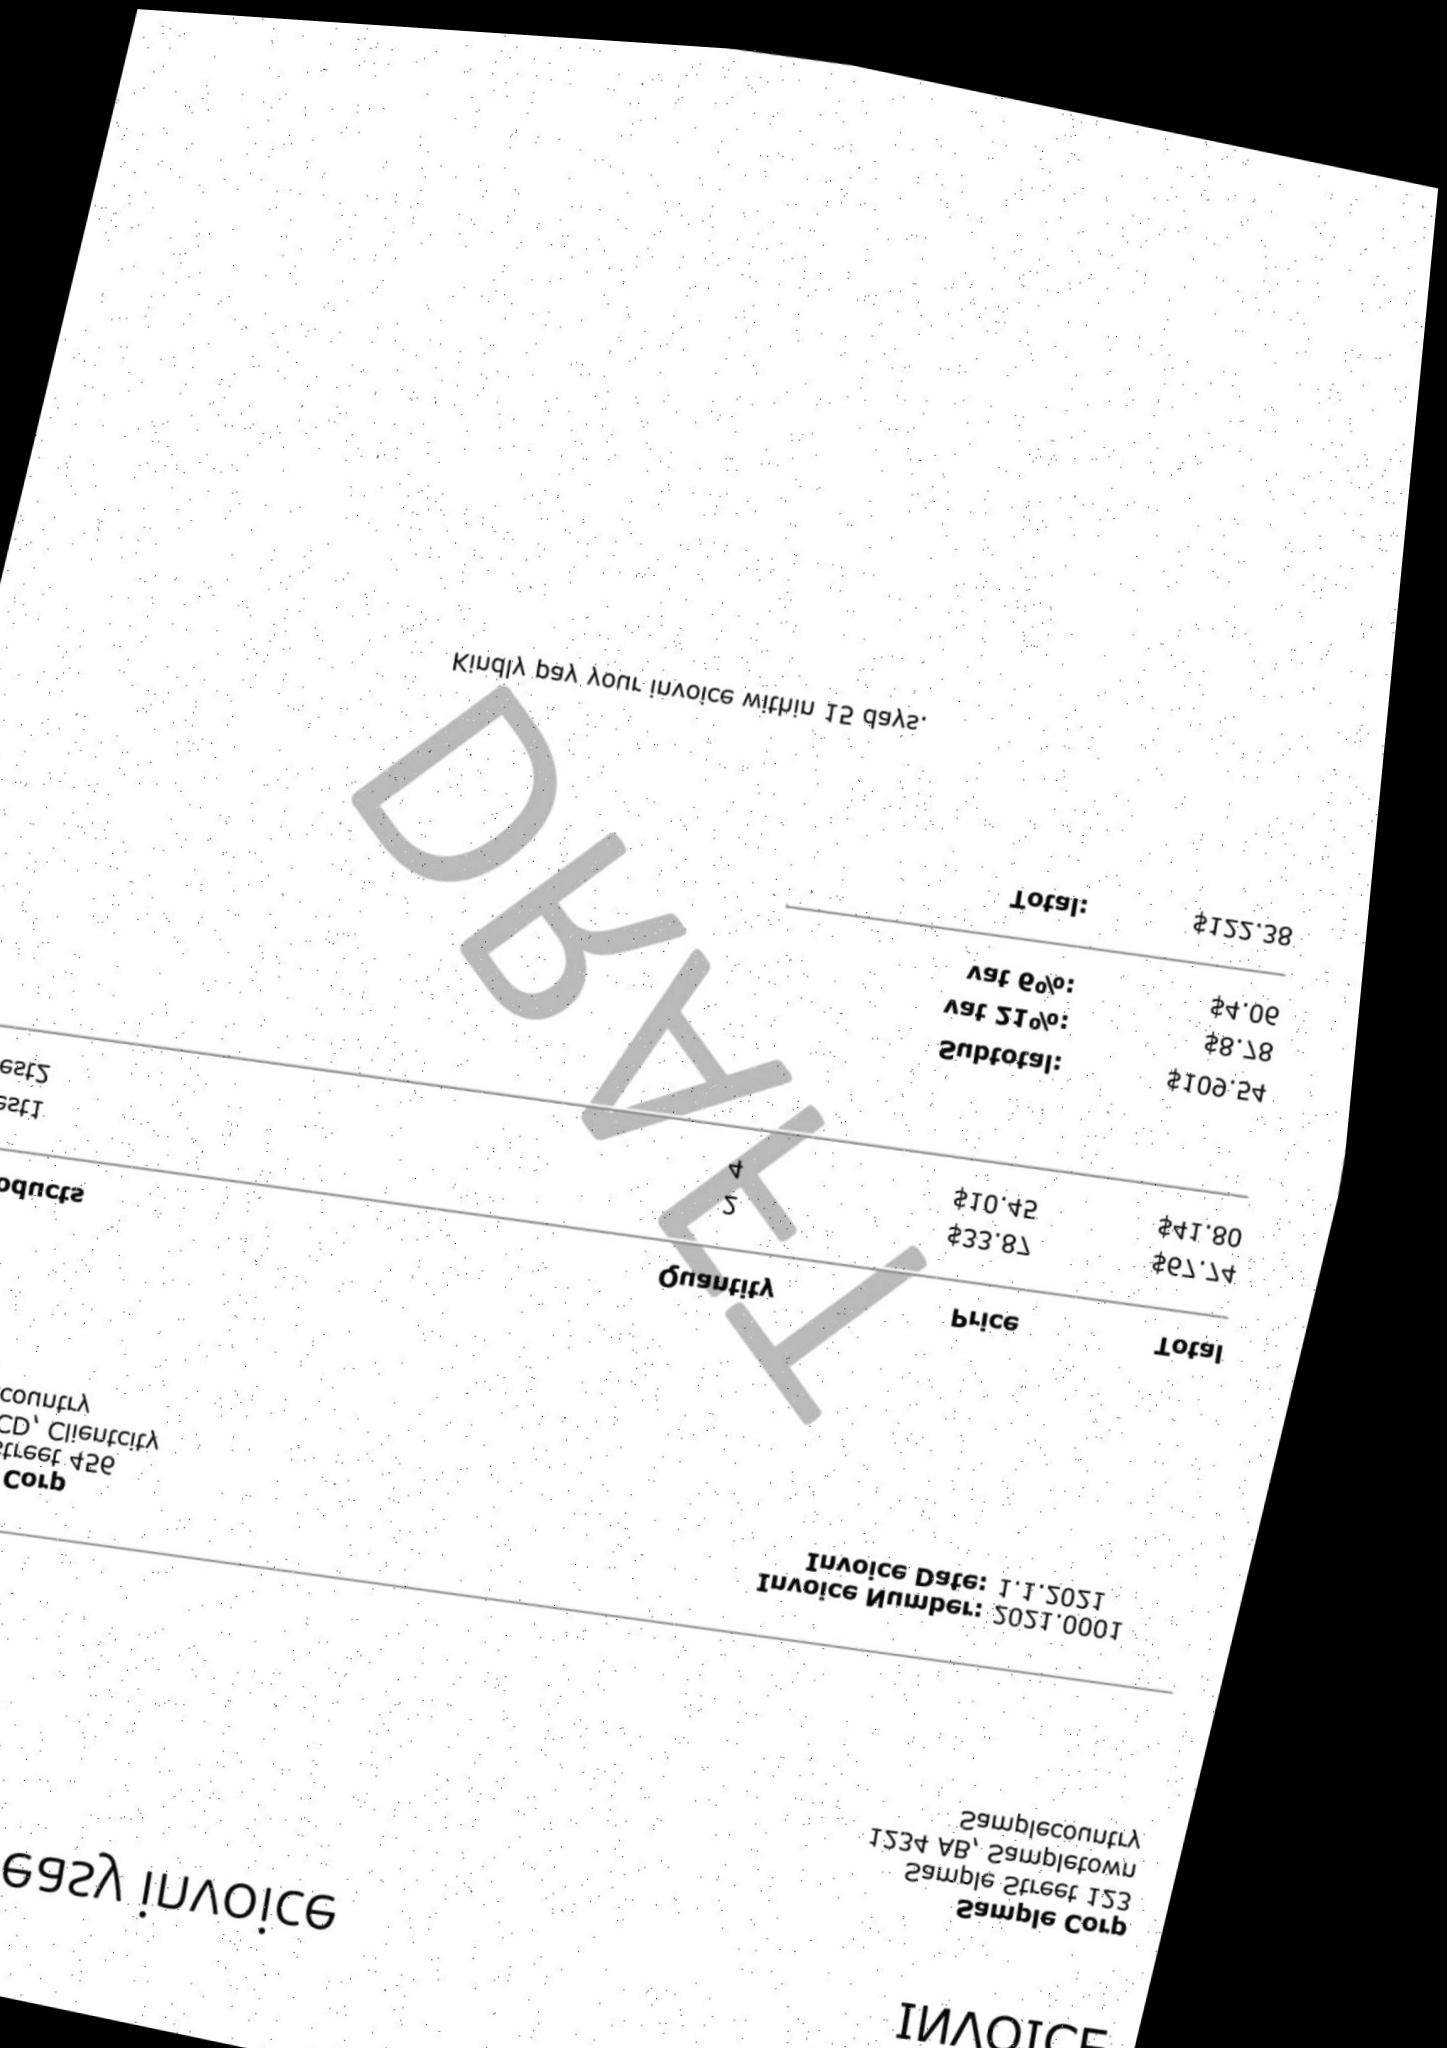 INVOICE
easy invoice
Sample Corp
Sample Street 123
1234 AB, Sampletown
Samplecountry
Invoice Number: 2021.0001
Invoice Date: 1.1.2021
Corp
street 456
CD, Clientcity
country
oducts Quantity Price Total
est1 2 $33.87 $67.74
est2 4 $10.45 $41.80
Subtotal: $109.54
vat 21%: $8.78
vat 6%: $4.06
Total: $122.38
DRAFT
Kindly pay your invoice within 15 days.